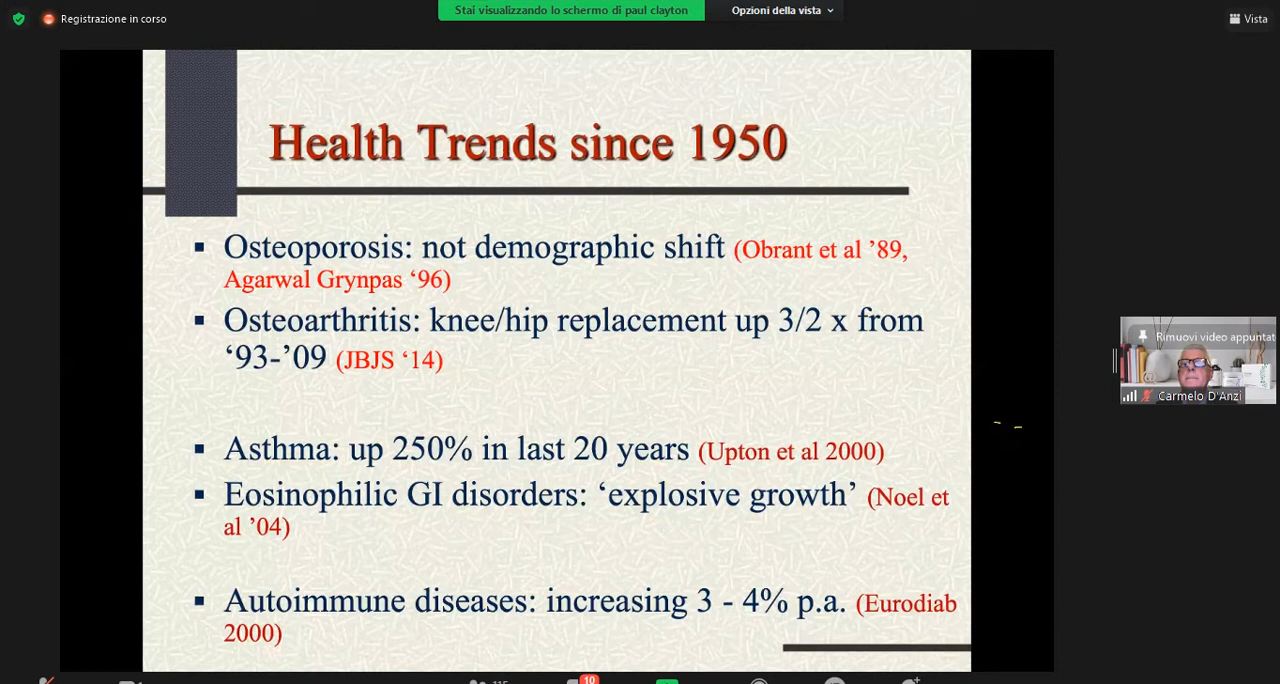 Registrazione in corso
Stai visualizzando lo schermo di paul clayton
Opzioni della vista
Vista
Health Trends since 1950
▪ Osteoporosis: not demographic shift (Obrant et al ’89,
Agarwal Grynpas ‘96)
▪ Osteoarthritis: knee/hip replacement up 3/2 x from
‘93-’09 (JBJS ‘14)
▪ Asthma: up 250% in last 20 years (Upton et al 2000)
▪ Eosinophilic GI disorders: ‘explosive growth’ (Noel et
al ’04)
▪ Autoimmune diseases: increasing 3 - 4% p.a. (Eurodiab
2000)
Rimuovi video appuntat
Carmelo D'Anzi
10